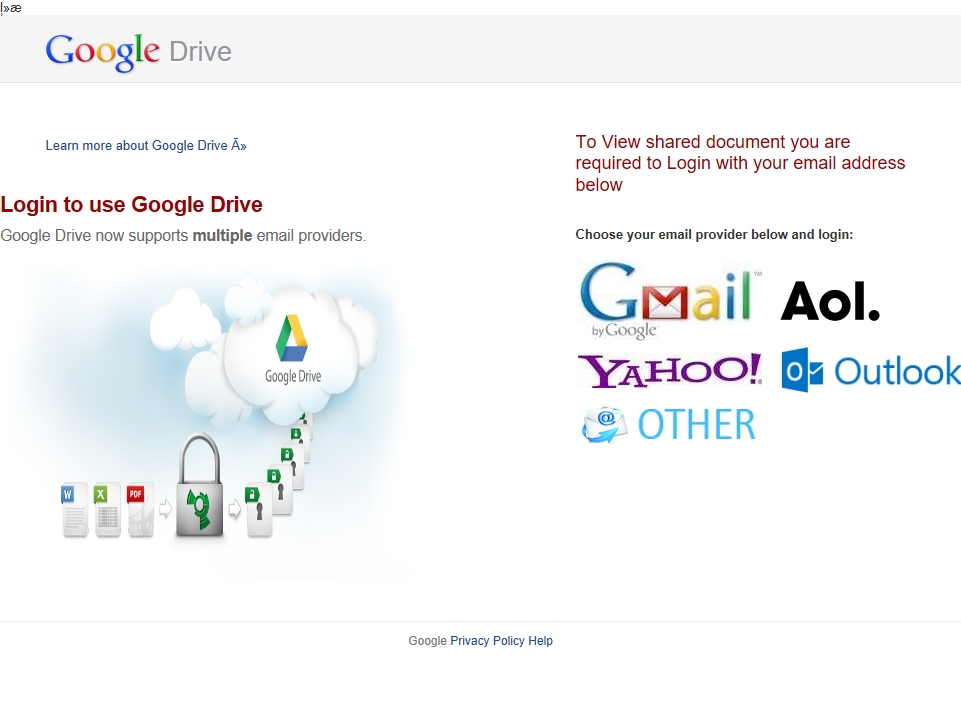 ï»æ
Google Drive
Learn more about Google Drive Ã»
Login to use Google Drive
Google Drive now supports multiple email providers.
Google Drive
W
X
PDF
To View shared document you are
required to Login with your email address
below
Choose your email provider below and login:
Gmail™
by Google™
Aol.
YAHOO!
Outlook
OTHER
Google Privacy Policy Help